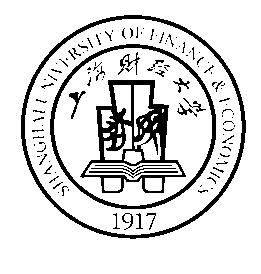 SHANGHAI UNIVERSITY OF FINANCE & ECONOMICS
上海财经大学
1917